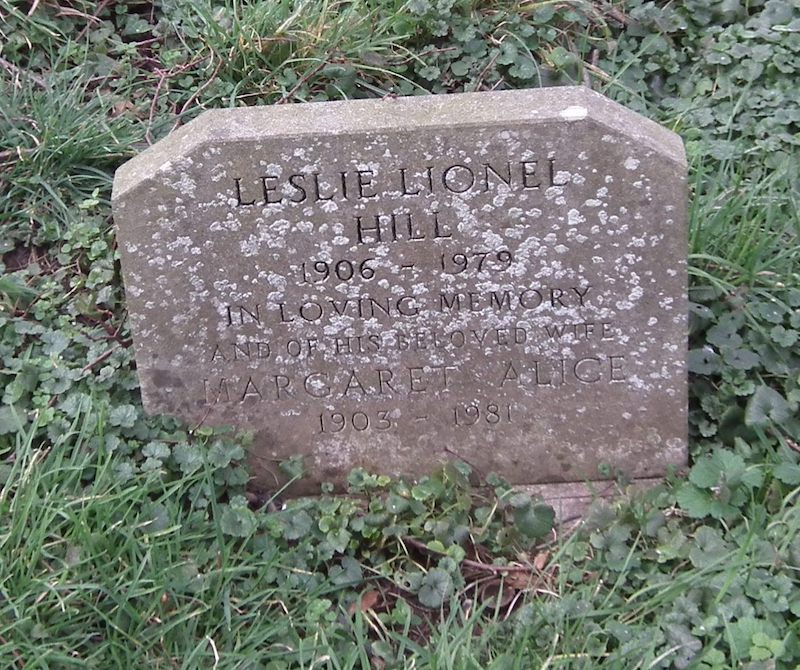 LESLIE LIONEL
HILL
1906 - 1979
IN LOVING MEMORY
AND OF HIS BELOVED WIFE
MARGARET ALICE
1903 - 1981